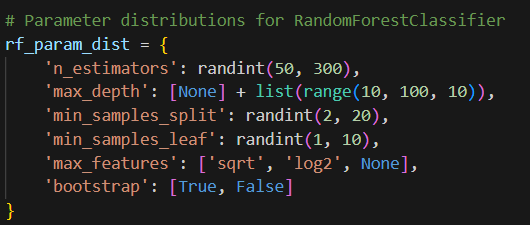 # Parameter distributions for RandomForestClassifier
rf_param_dist = {
    'n_estimators': randint(50, 300),
    'max_depth': [None] + list(range(10, 100, 10)),
    'min_samples_split': randint(2, 20),
    'min_samples_leaf': randint(1, 10),
    'max_features': ['sqrt', 'log2', None],
    'bootstrap': [True, False]
}